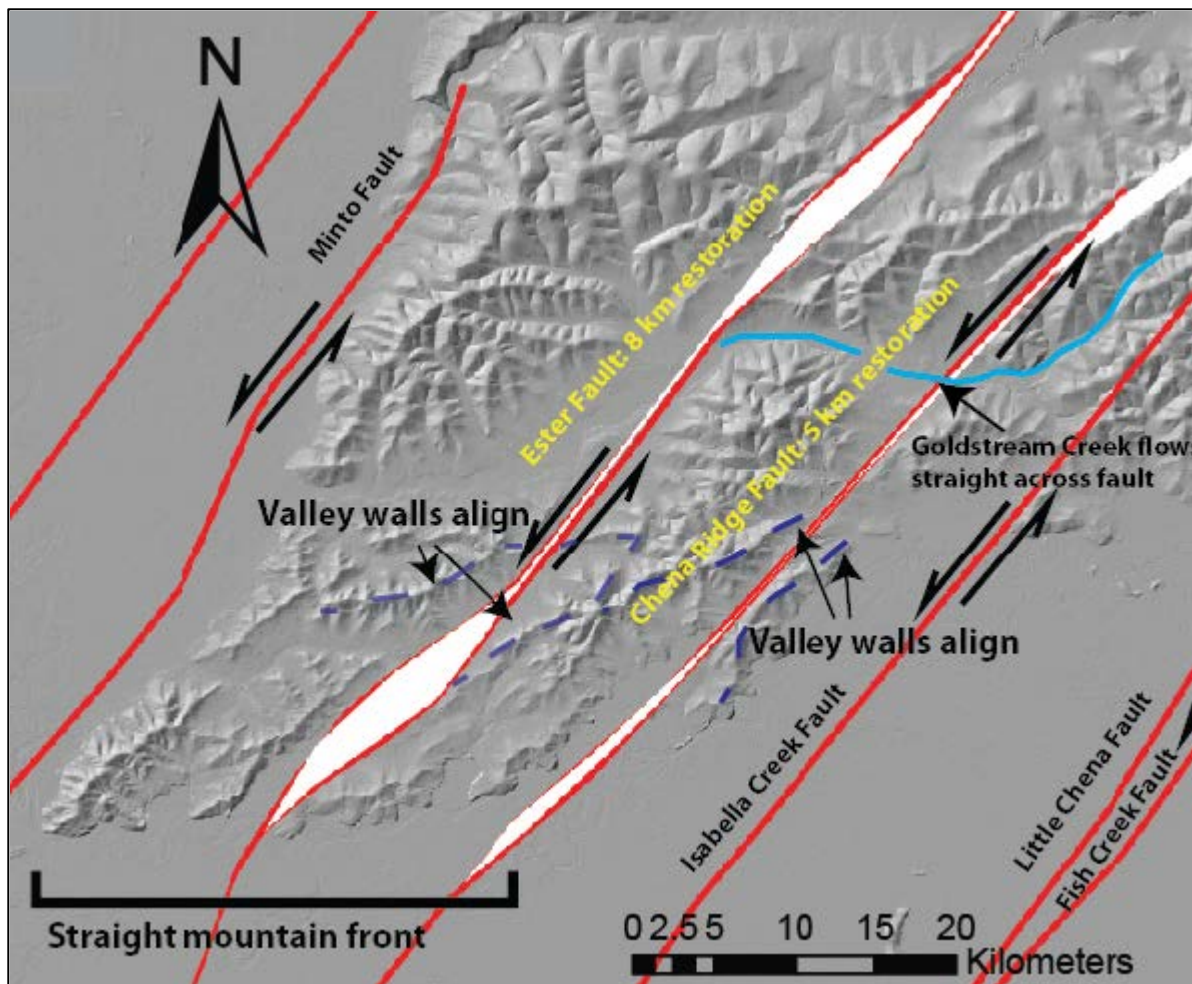 N
Minto Fault
Ester Fault: 8 km restoration
Chena Ridge Fault: 5 km restoration
Goldstream Creek flow
straight across fault
Valley walls align
Valley walls align
Isabella Creek Fault
Little Chena Fault
Fish Creek Fault
Straight mountain front
0 2.5 5 10 15 20
Kilometers